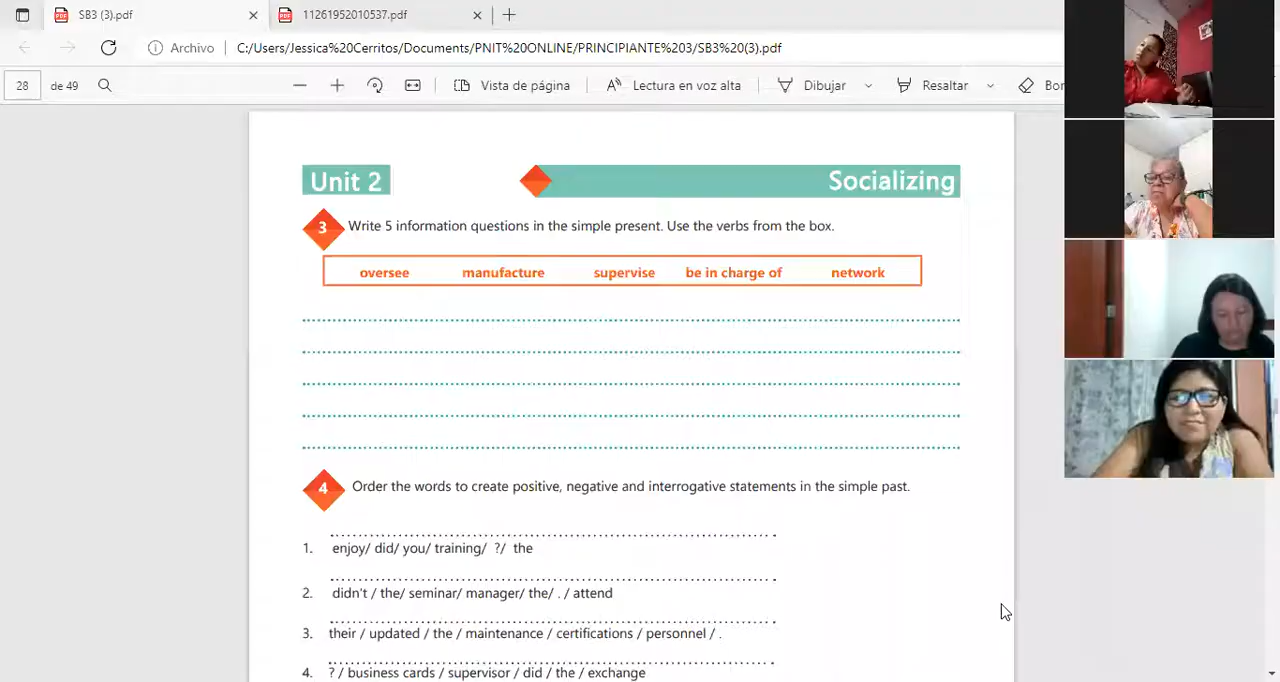 SB3 (3).pdf
11261952010537.pdf
Archivo C:/Users/Jessica%20Cerritos/Documents/PNIT%20ONLINE/PRINCIPIANTE%203/SB3%20(3).pdf
28 de 49 Vista de página Lectura en voz alta Dibujar Resaltar Bor
Unit 2 Socializing
3 Write 5 information questions in the simple present. Use the verbs from the box.
oversee manufacture supervise be in charge of network
4 Order the words to create positive, negative and interrogative statements in the simple past.
1. enjoy/ did/ you/ training/ ?/ the
2. didn't / the/ seminar/ manager/ the/ . / attend
3. their / updated / the / maintenance / certifications / personnel / .
4. ? / business cards / supervisor / did / the / exchange